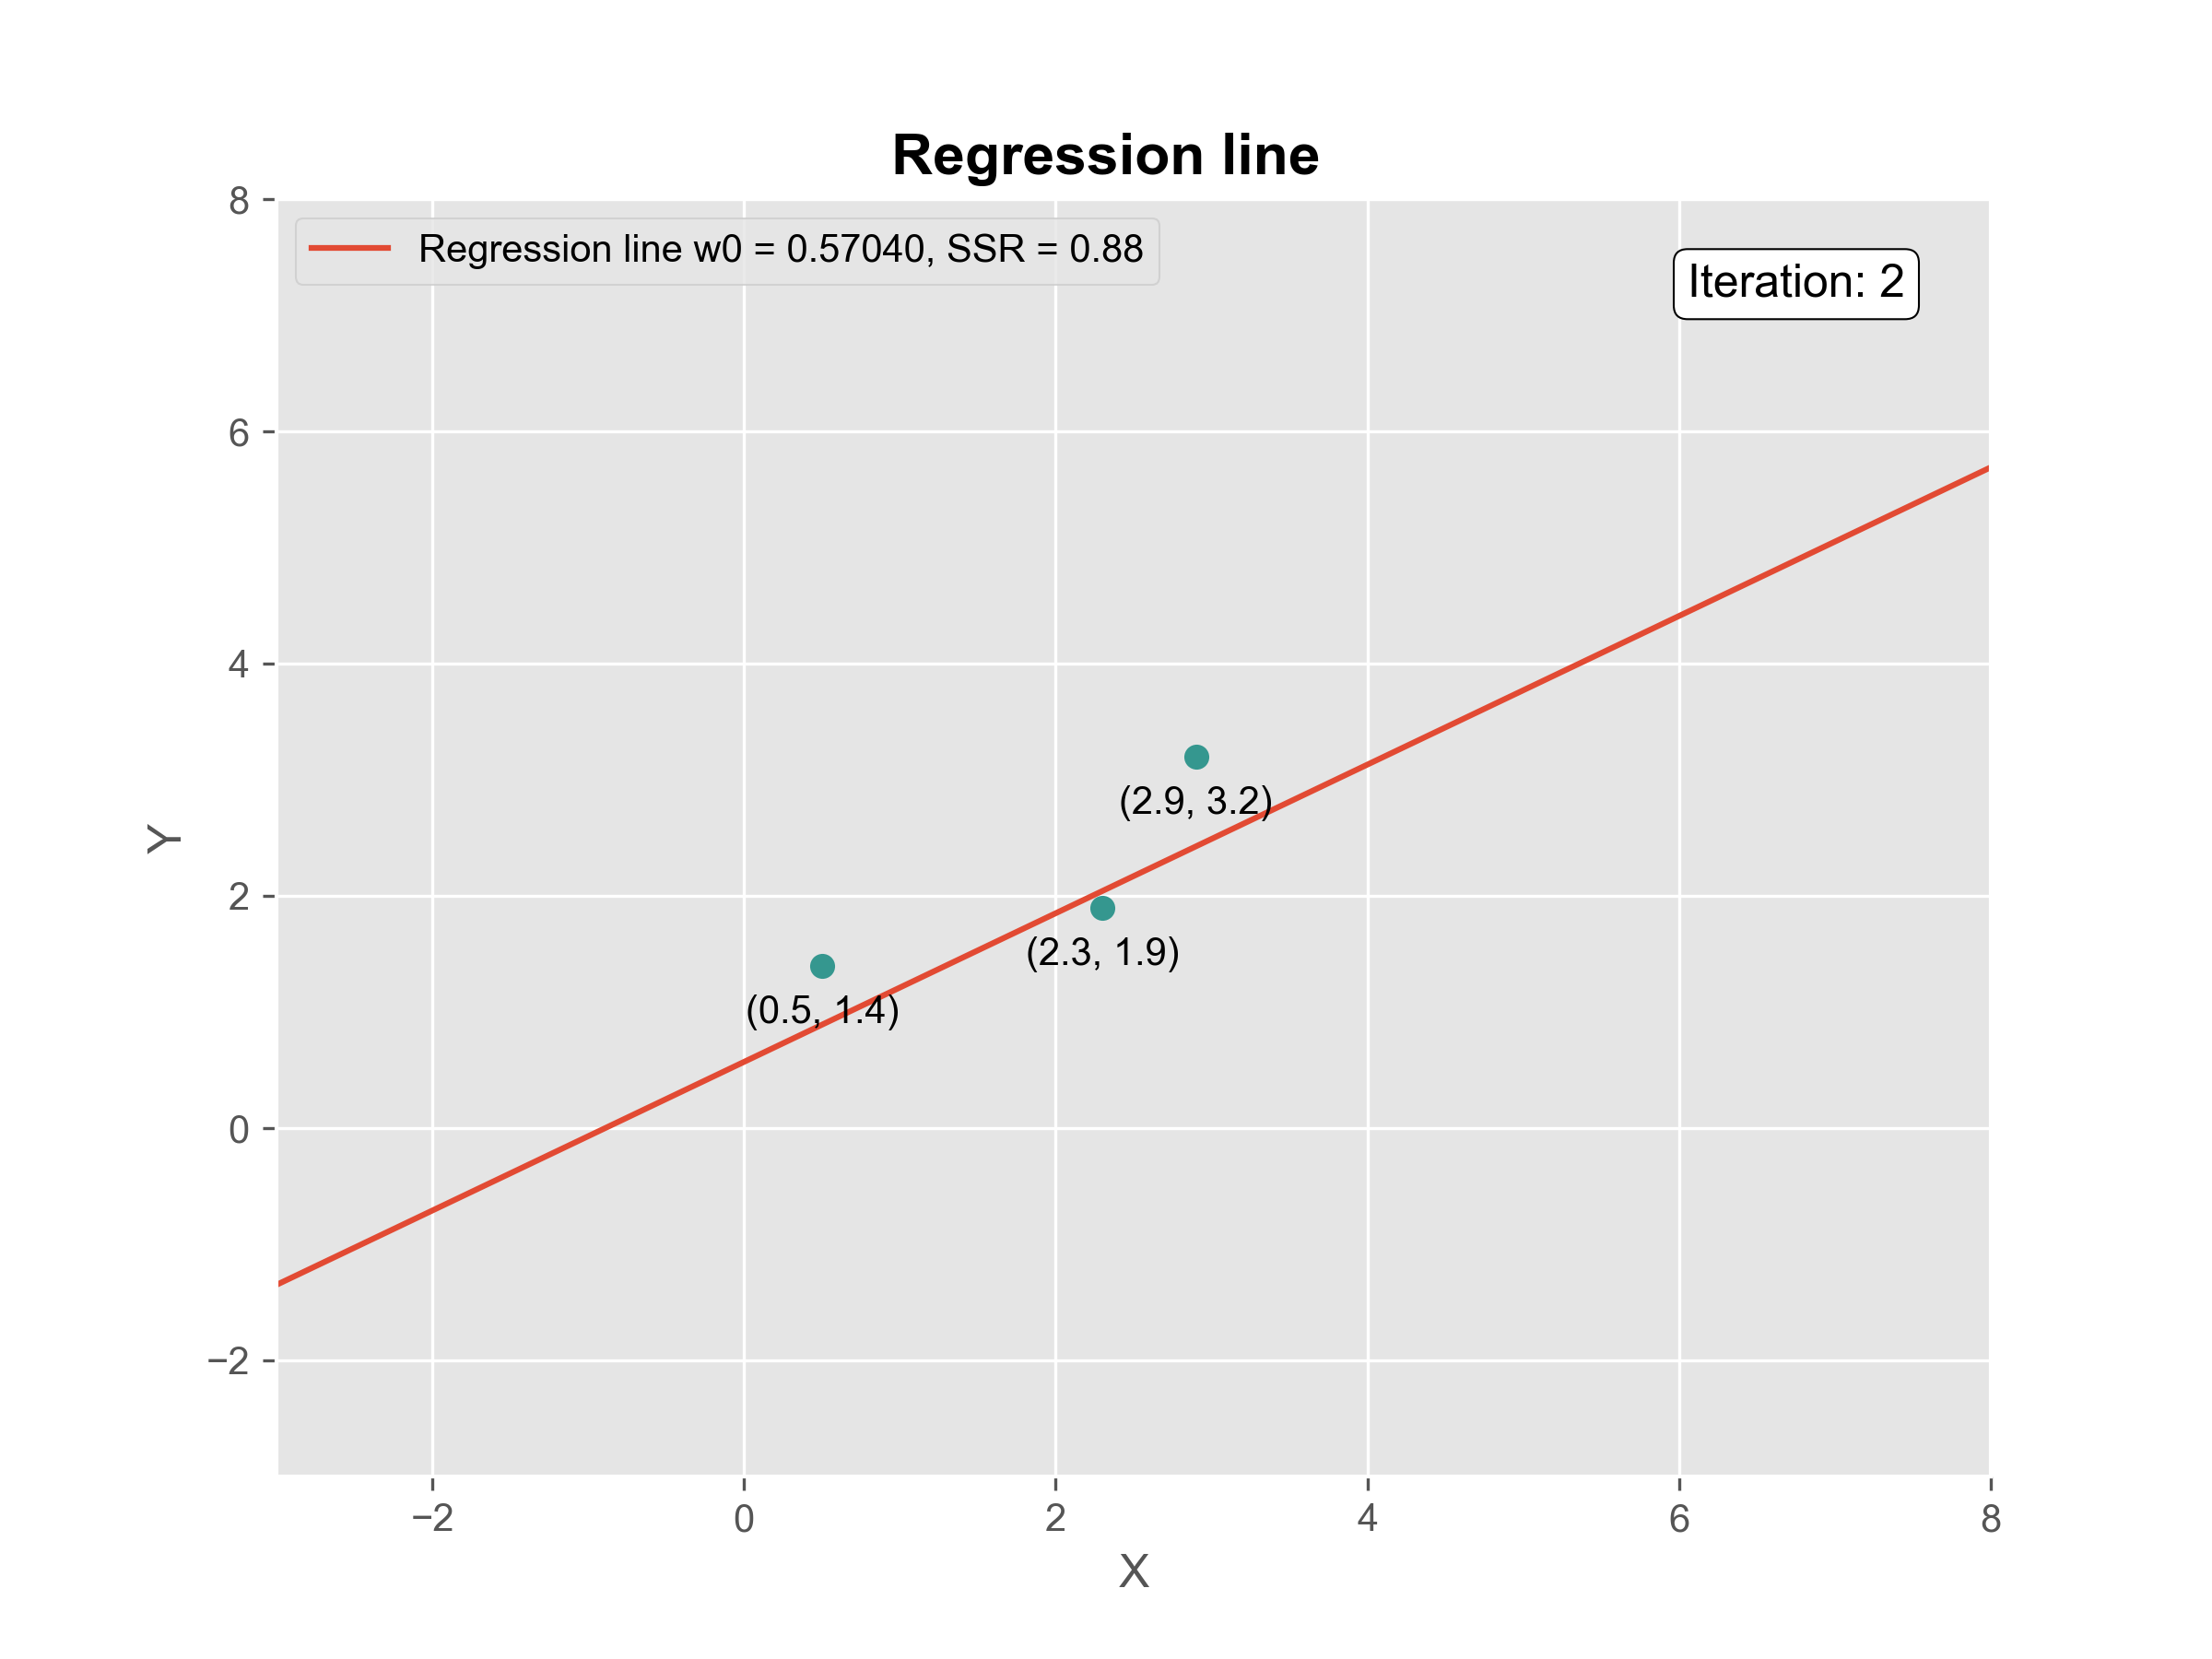 Regression line
Regression line w0 = 0.57040, SSR = 0.88
Iteration: 2
8
6
4
2
0
−2
Y
(2.9, 3.2)
(2.3, 1.9)
(0.5, 1.4)
−2 0 2 4 6 8
X